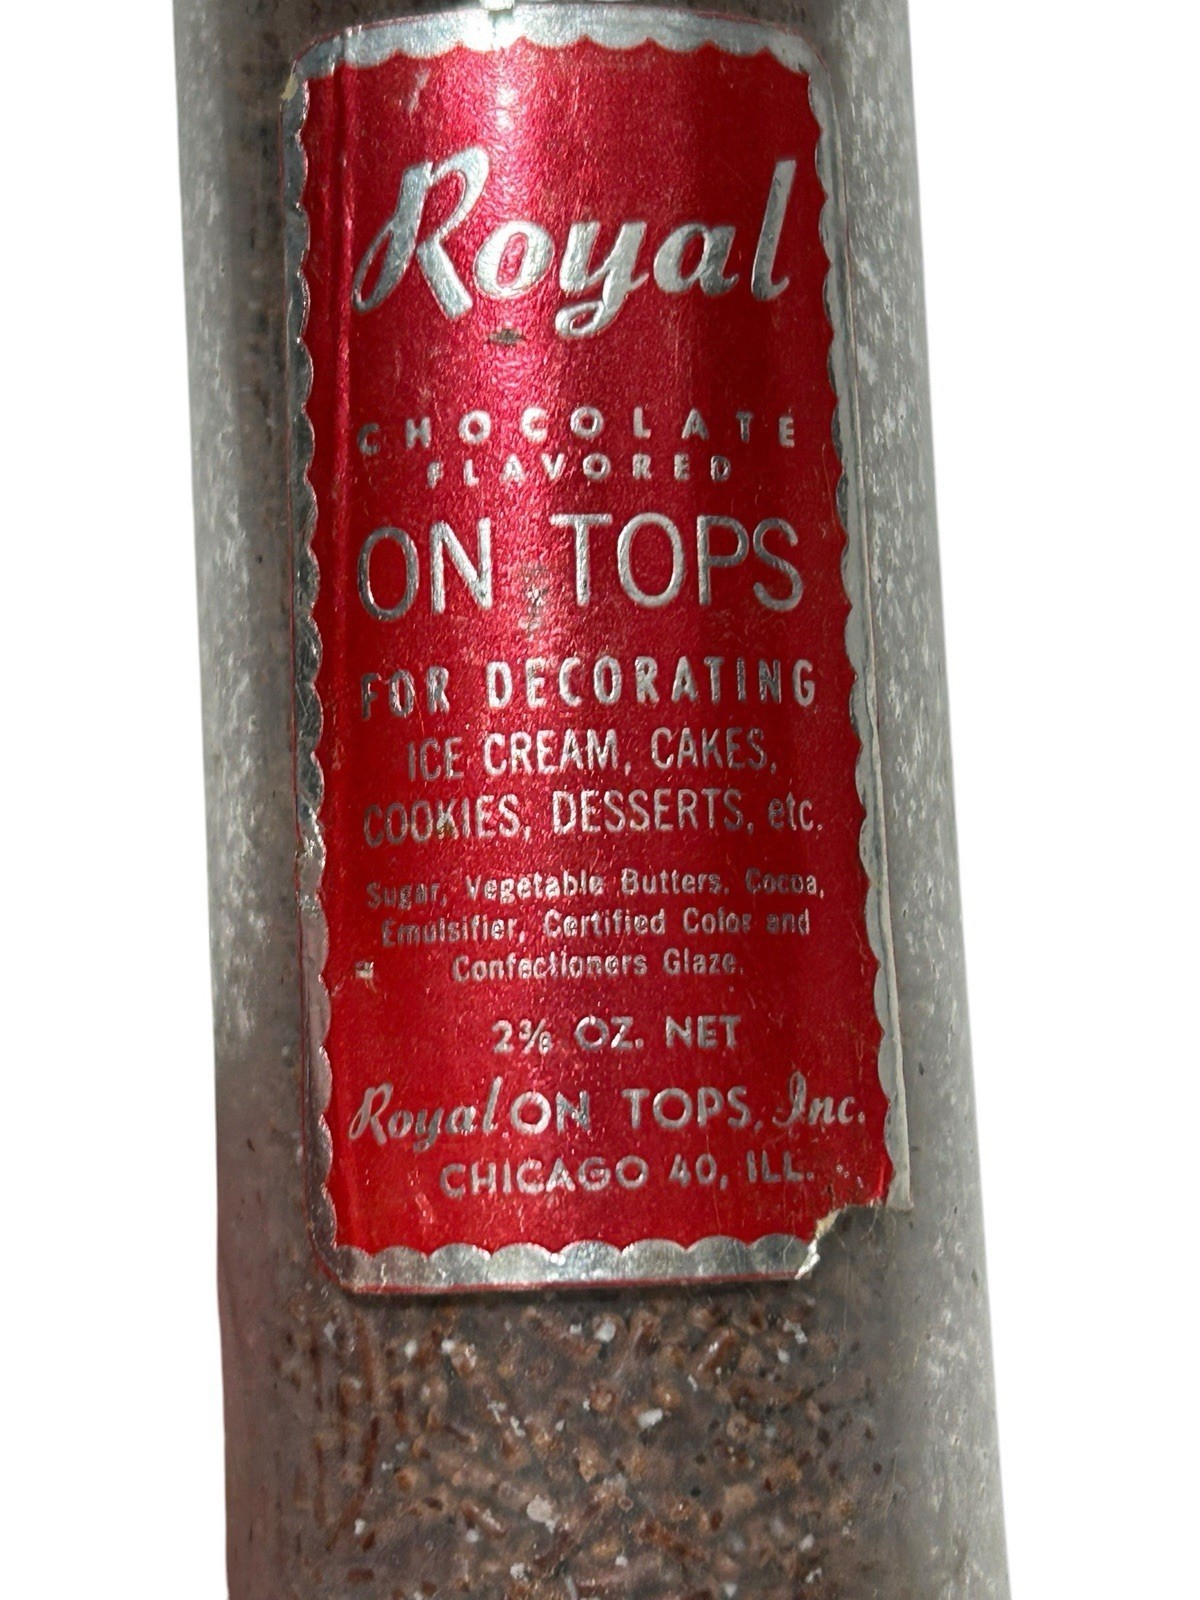 Royal
CHOCOLATE
FLAVORED
ON TOPS
FOR DECORATING
ICE CREAM, CAKES,
COOKIES, DESSERTS, etc.
Sugar, Vegetable Butters, Cocoa,
Emulsifier, Certified Color and
Confectioners Glaze.
2⅜ OZ. NET
Royal ON TOPS, Inc.
CHICAGO 40, ILL.